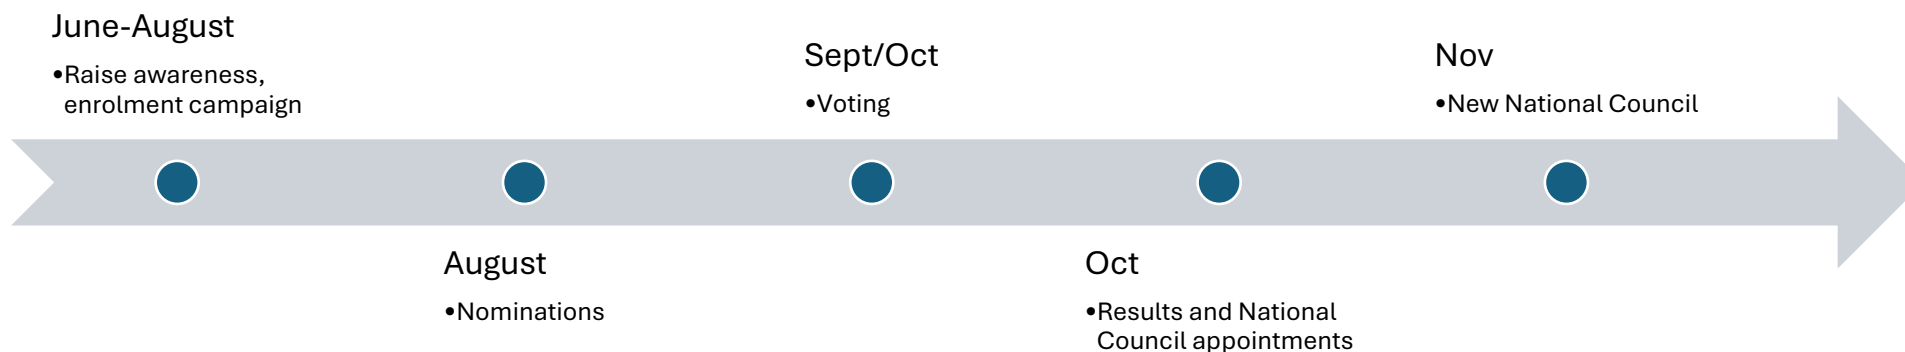 June-August
•Raise awareness,
enrolment campaign
August
•Nominations
Sept/Oct
•Voting
Oct
•Results and National
Council appointments
Nov
•New National Council